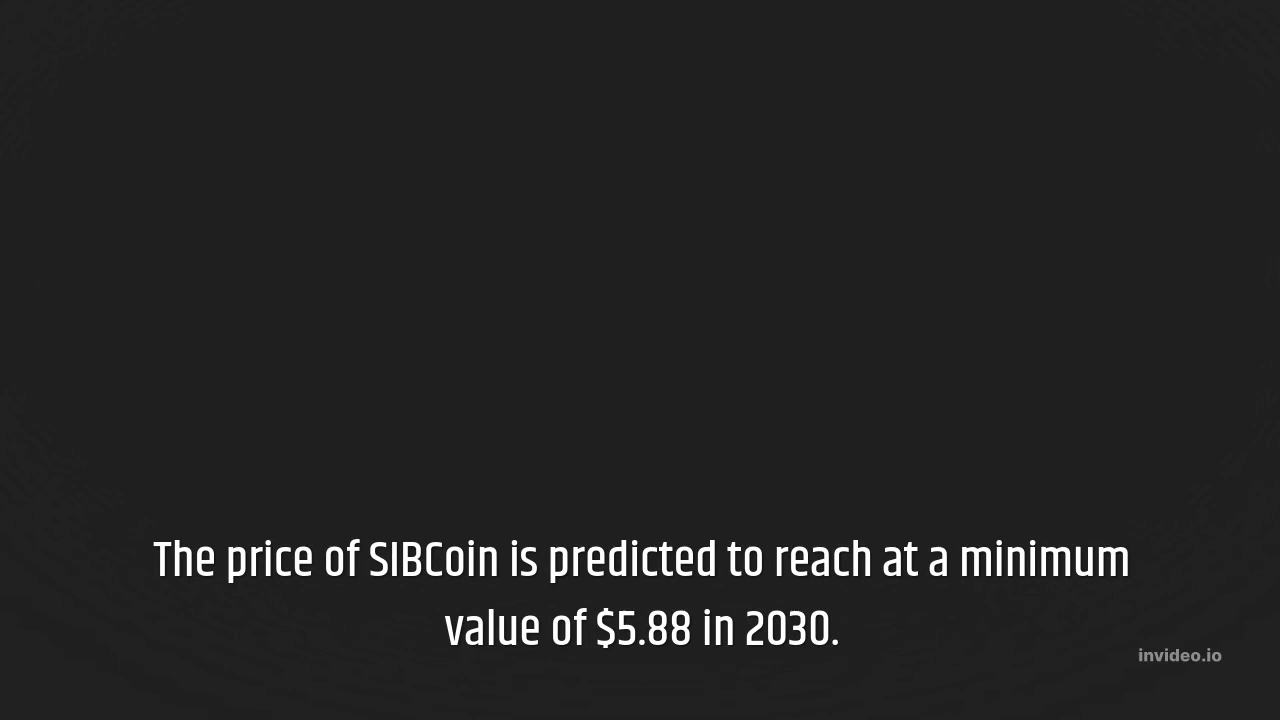 The price of SIBCoin is predicted to reach at a minimum
value of $5.88 in 2030.
invideo.io